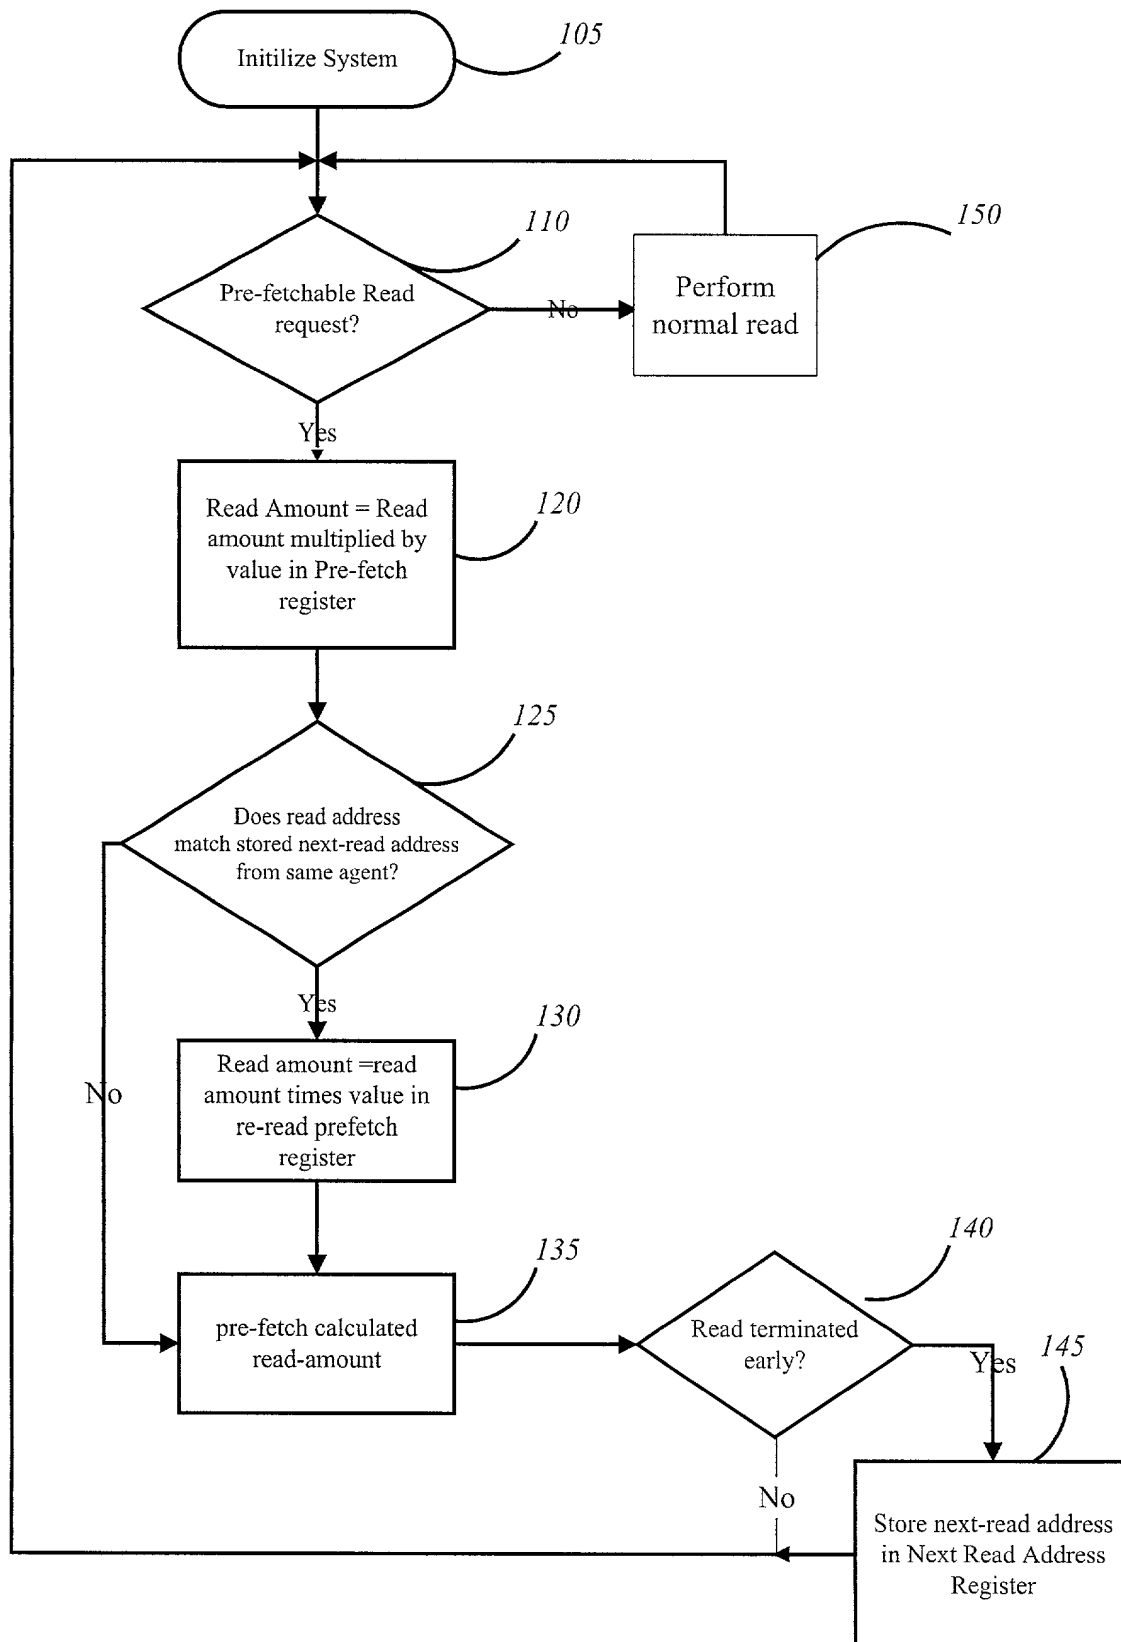 Initilize System
105
110
Pre-fetchable Read
request?
No
150
Perform
normal read
Yes
Read Amount = Read
amount multiplied by
value in Pre-fetch
register
120
125
Does read address
match stored next-read address
from same agent?
Yes
130
Read amount =read
amount times value in
re-read prefetch
register
No
135
pre-fetch calculated
read-amount
140
Read terminated
early?
Yes
145
No
Store next-read address
in Next Read Address
Register